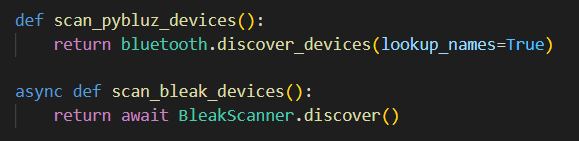 def scan_pybluz_devices():
    return bluetooth.discover_devices(lookup_names=True)
async def scan_bleak_devices():
    return await BleakScanner.discover()